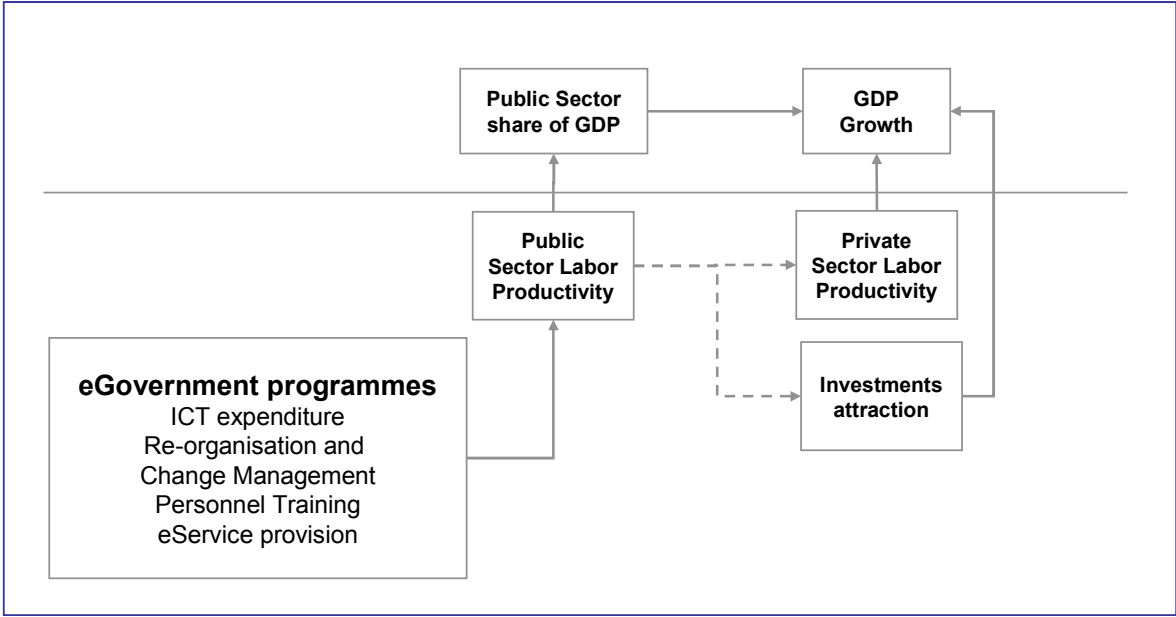 Public Sector
share of GDP
GDP
Growth
Public
Sector Labor
Productivity
Private
Sector Labor
Productivity
eGovernment programmes
ICT expenditure
Re-organisation and
Change Management
Personnel Training
eService provision
Investments
attraction